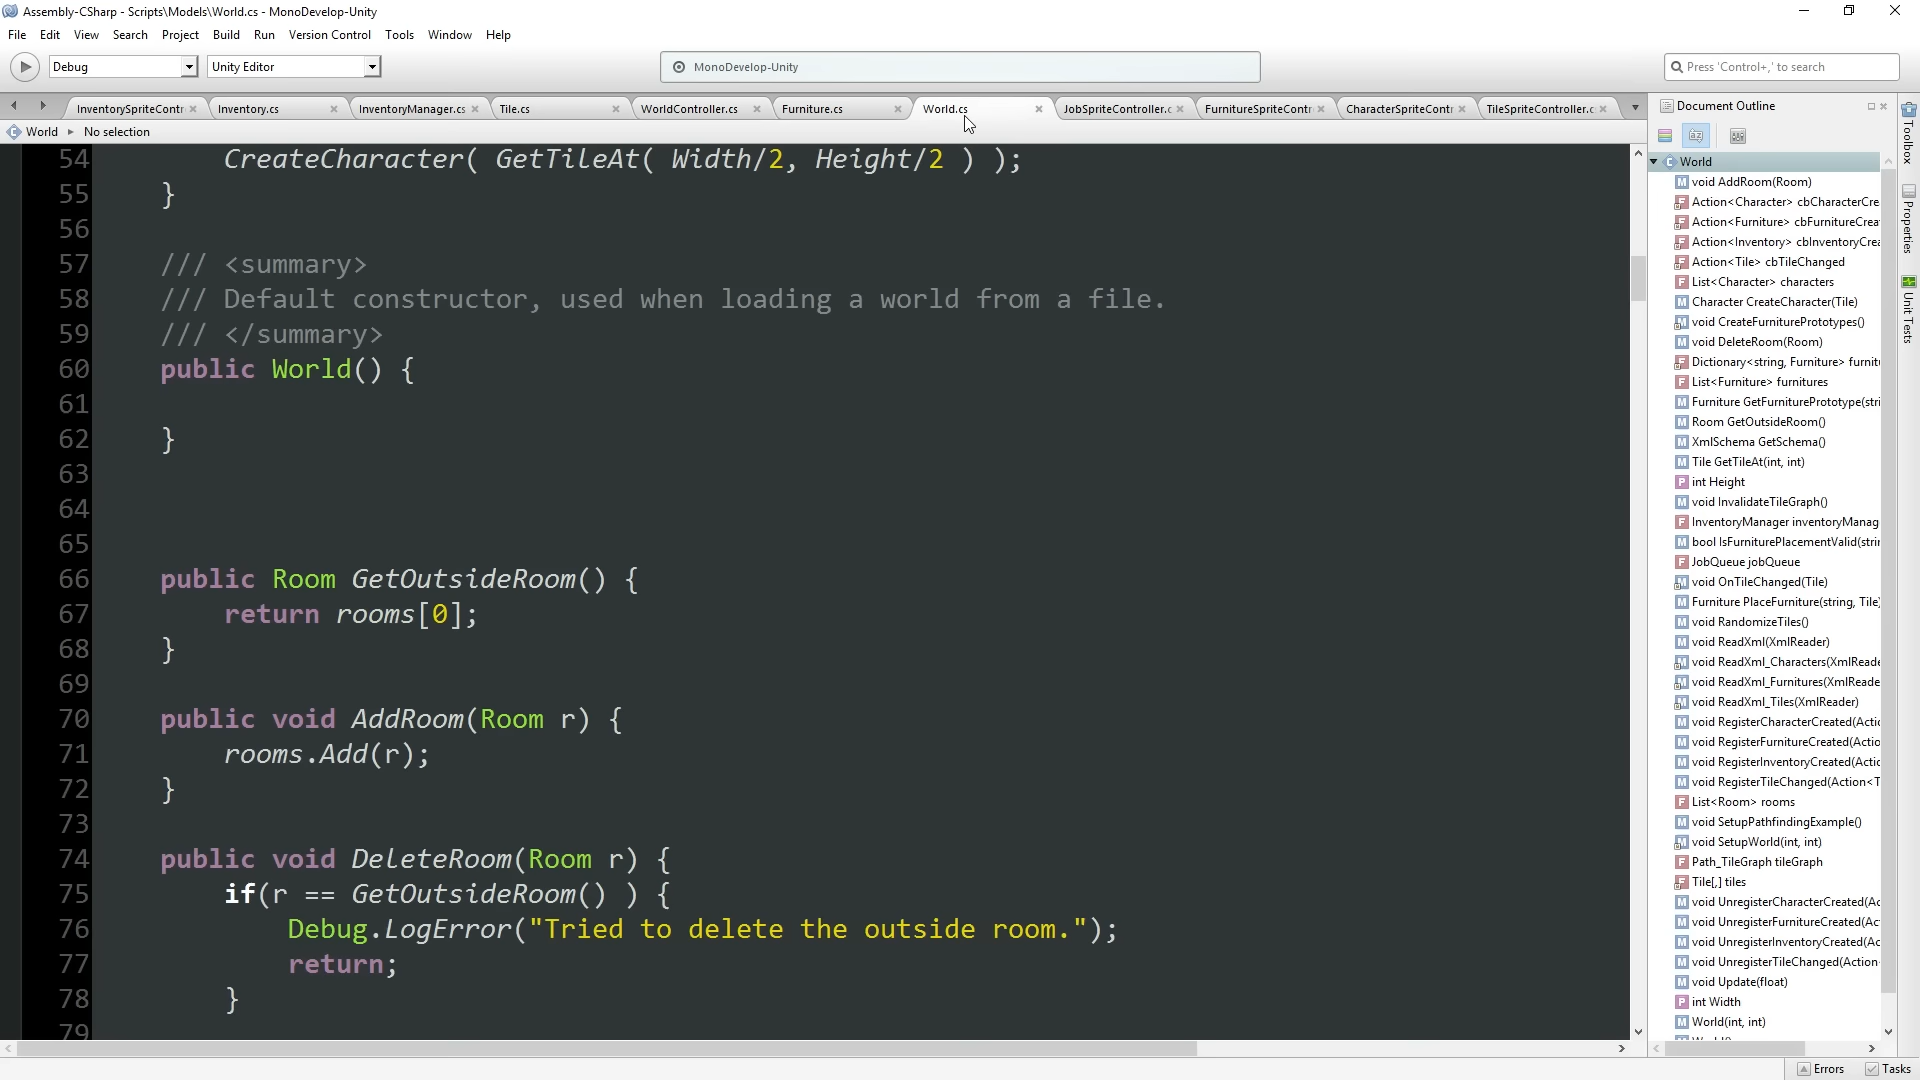 Assembly-CSharp - Scripts\Models\World.cs - MonoDevelop-Unity
File Edit View Search Project Build Run Version Control Tools Window Help
Debug Unity Editor MonoDevelop-Unity Press 'Control+,' to search
InventorySpriteContr Inventory.cs InventoryManager.cs Tile.cs WorldController.cs Furniture.cs World.cs JobSpriteController.c FurnitureSpriteContr CharacterSpriteContr TileSpriteController.c
World No selection
54 CreateCharacter( GetTileAt( Width/2, Height/2 ) );
55 }
56
57 /// <summary>
58 /// Default constructor, used when loading a world from a file.
59 /// </summary>
60 public World() {
61
62 }
63
64
65
66 public Room GetOutsideRoom() {
67 return rooms[0];
68 }
69
70 public void AddRoom(Room r) {
71 rooms.Add(r);
72 }
73
74 public void DeleteRoom(Room r) {
75 if(r == GetOutsideRoom() ) {
76 Debug.LogError("Tried to delete the outside room.");
77 return;
78 }
79
Document Outline
World
void AddRoom(Room)
Action<Character> cbCharacterCre
Action<Furniture> cbFurnitureCrea
Action<Inventory> cbInventoryCrea
Action<Tile> cbTileChanged
List<Character> characters
Character CreateCharacter(Tile)
void CreateFurniturePrototypes()
void DeleteRoom(Room)
Dictionary<string, Furniture> furnitu
List<Furniture> furnitures
Furniture GetFurniturePrototype(stri
Room GetOutsideRoom()
XmlSchema GetSchema()
Tile GetTileAt(int, int)
int Height
void InvalidateTileGraph()
InventoryManager inventoryManag
bool IsFurniturePlacementValid(strin
JobQueue jobQueue
void OnTileChanged(Tile)
Furniture PlaceFurniture(string, Tile)
void RandomizeTiles()
void ReadXml(XmlReader)
void ReadXml_Characters(XmlReade
void ReadXml_Furnitures(XmlReade
void ReadXml_Tiles(XmlReader)
void RegisterCharacterCreated(Actic
void RegisterFurnitureCreated(Actio
void RegisterInventoryCreated(Actic
void RegisterTileChanged(Action<T
List<Room> rooms
void SetupPathfindingExample()
void SetupWorld(int, int)
Path_TileGraph tileGraph
Tile[,] tiles
void UnregisterCharacterCreated(Ac
void UnregisterFurnitureCreated(Act
void UnregisterInventoryCreated(Ac
void UnregisterTileChanged(Action
void Update(float)
int Width
World(int, int)
Toolbox
Properties
Unit Tests
Errors Tasks